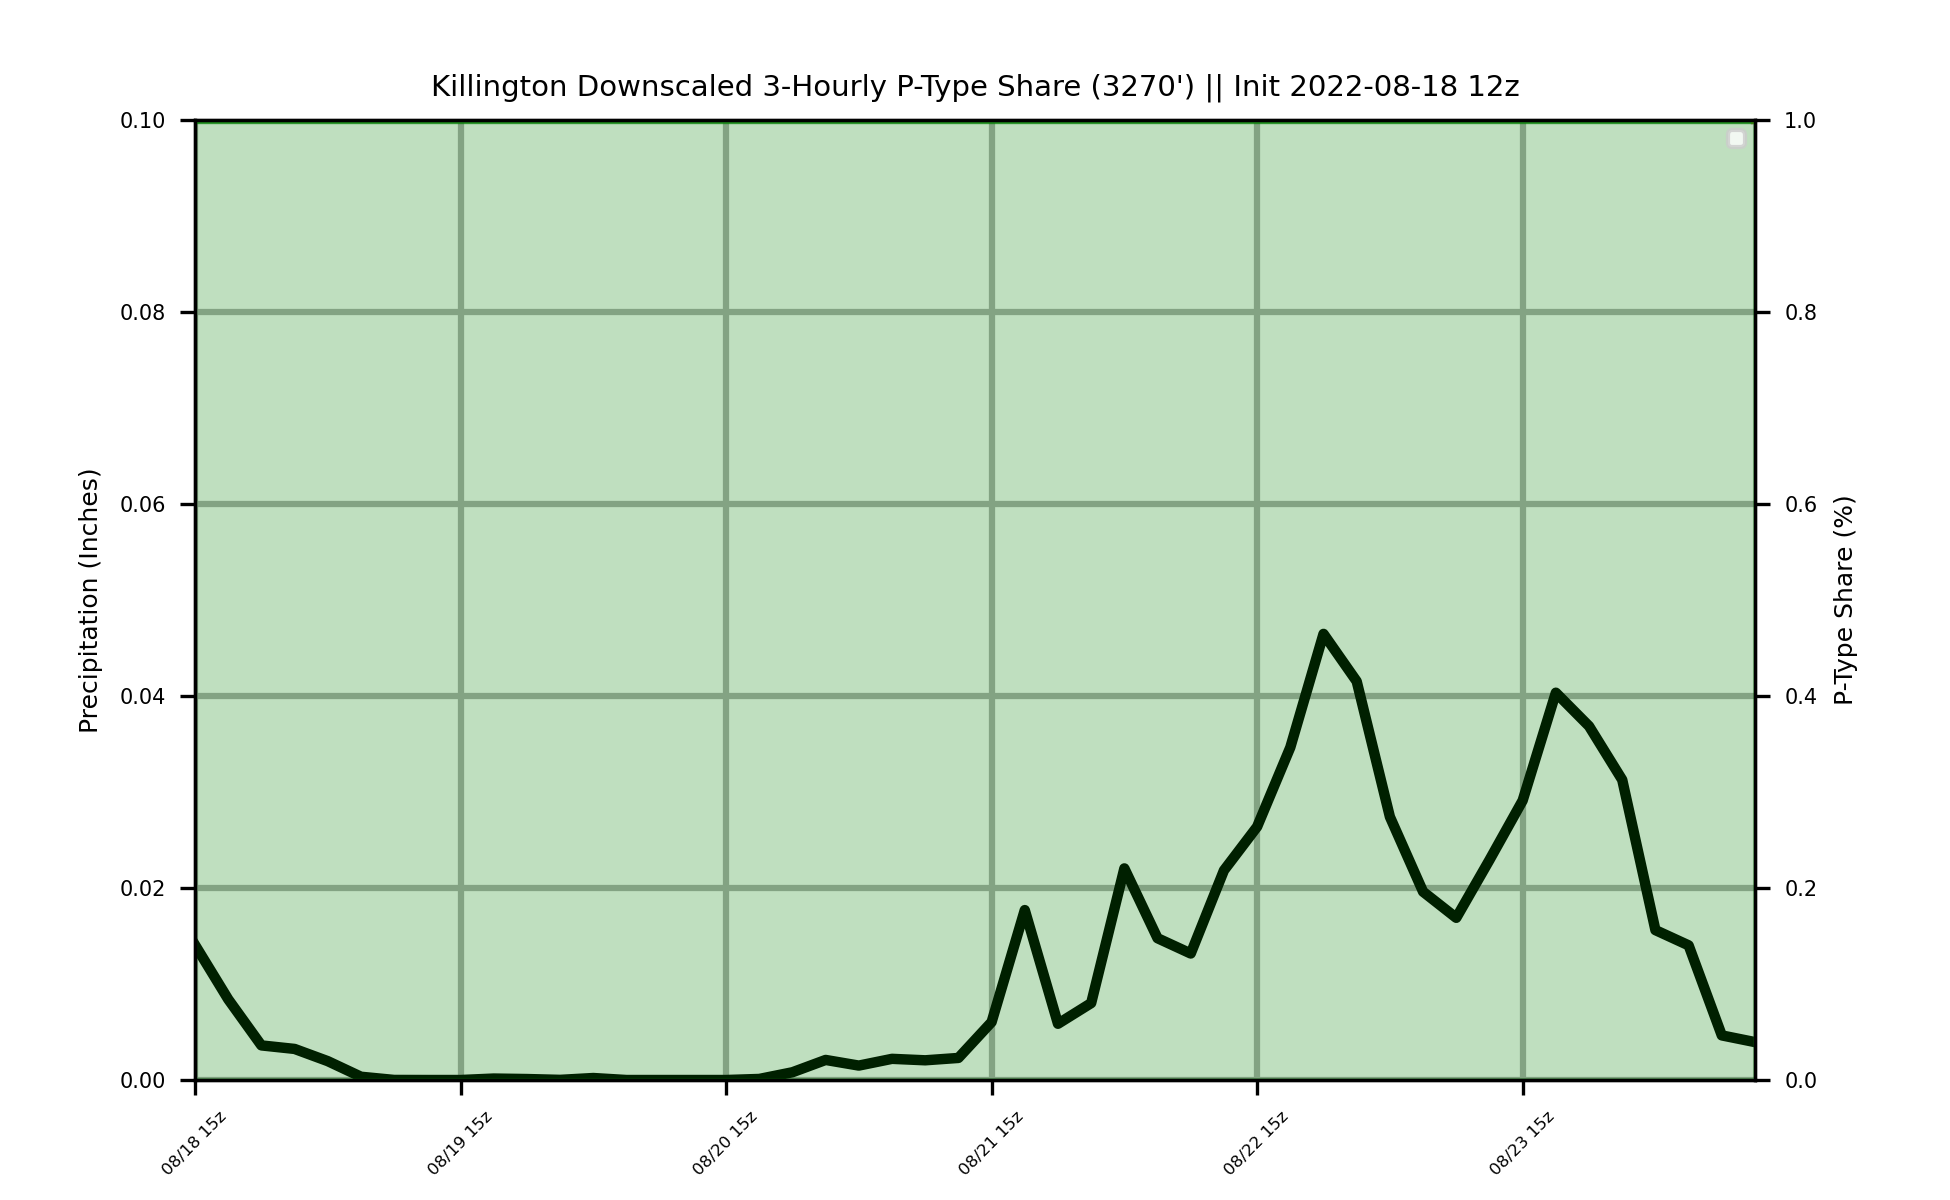 Killington Downscaled 3-Hourly P-Type Share (3270') || Init 2022-08-18 12z
0.10
0.08
0.06
0.04
0.02
0.00
Precipitation (Inches)
1.0
0.8
0.6
0.4
0.2
0.0
P-Type Share (%)
08/18 15z
08/19 15z
08/20 15z
08/21 15z
08/22 15z
08/23 15z